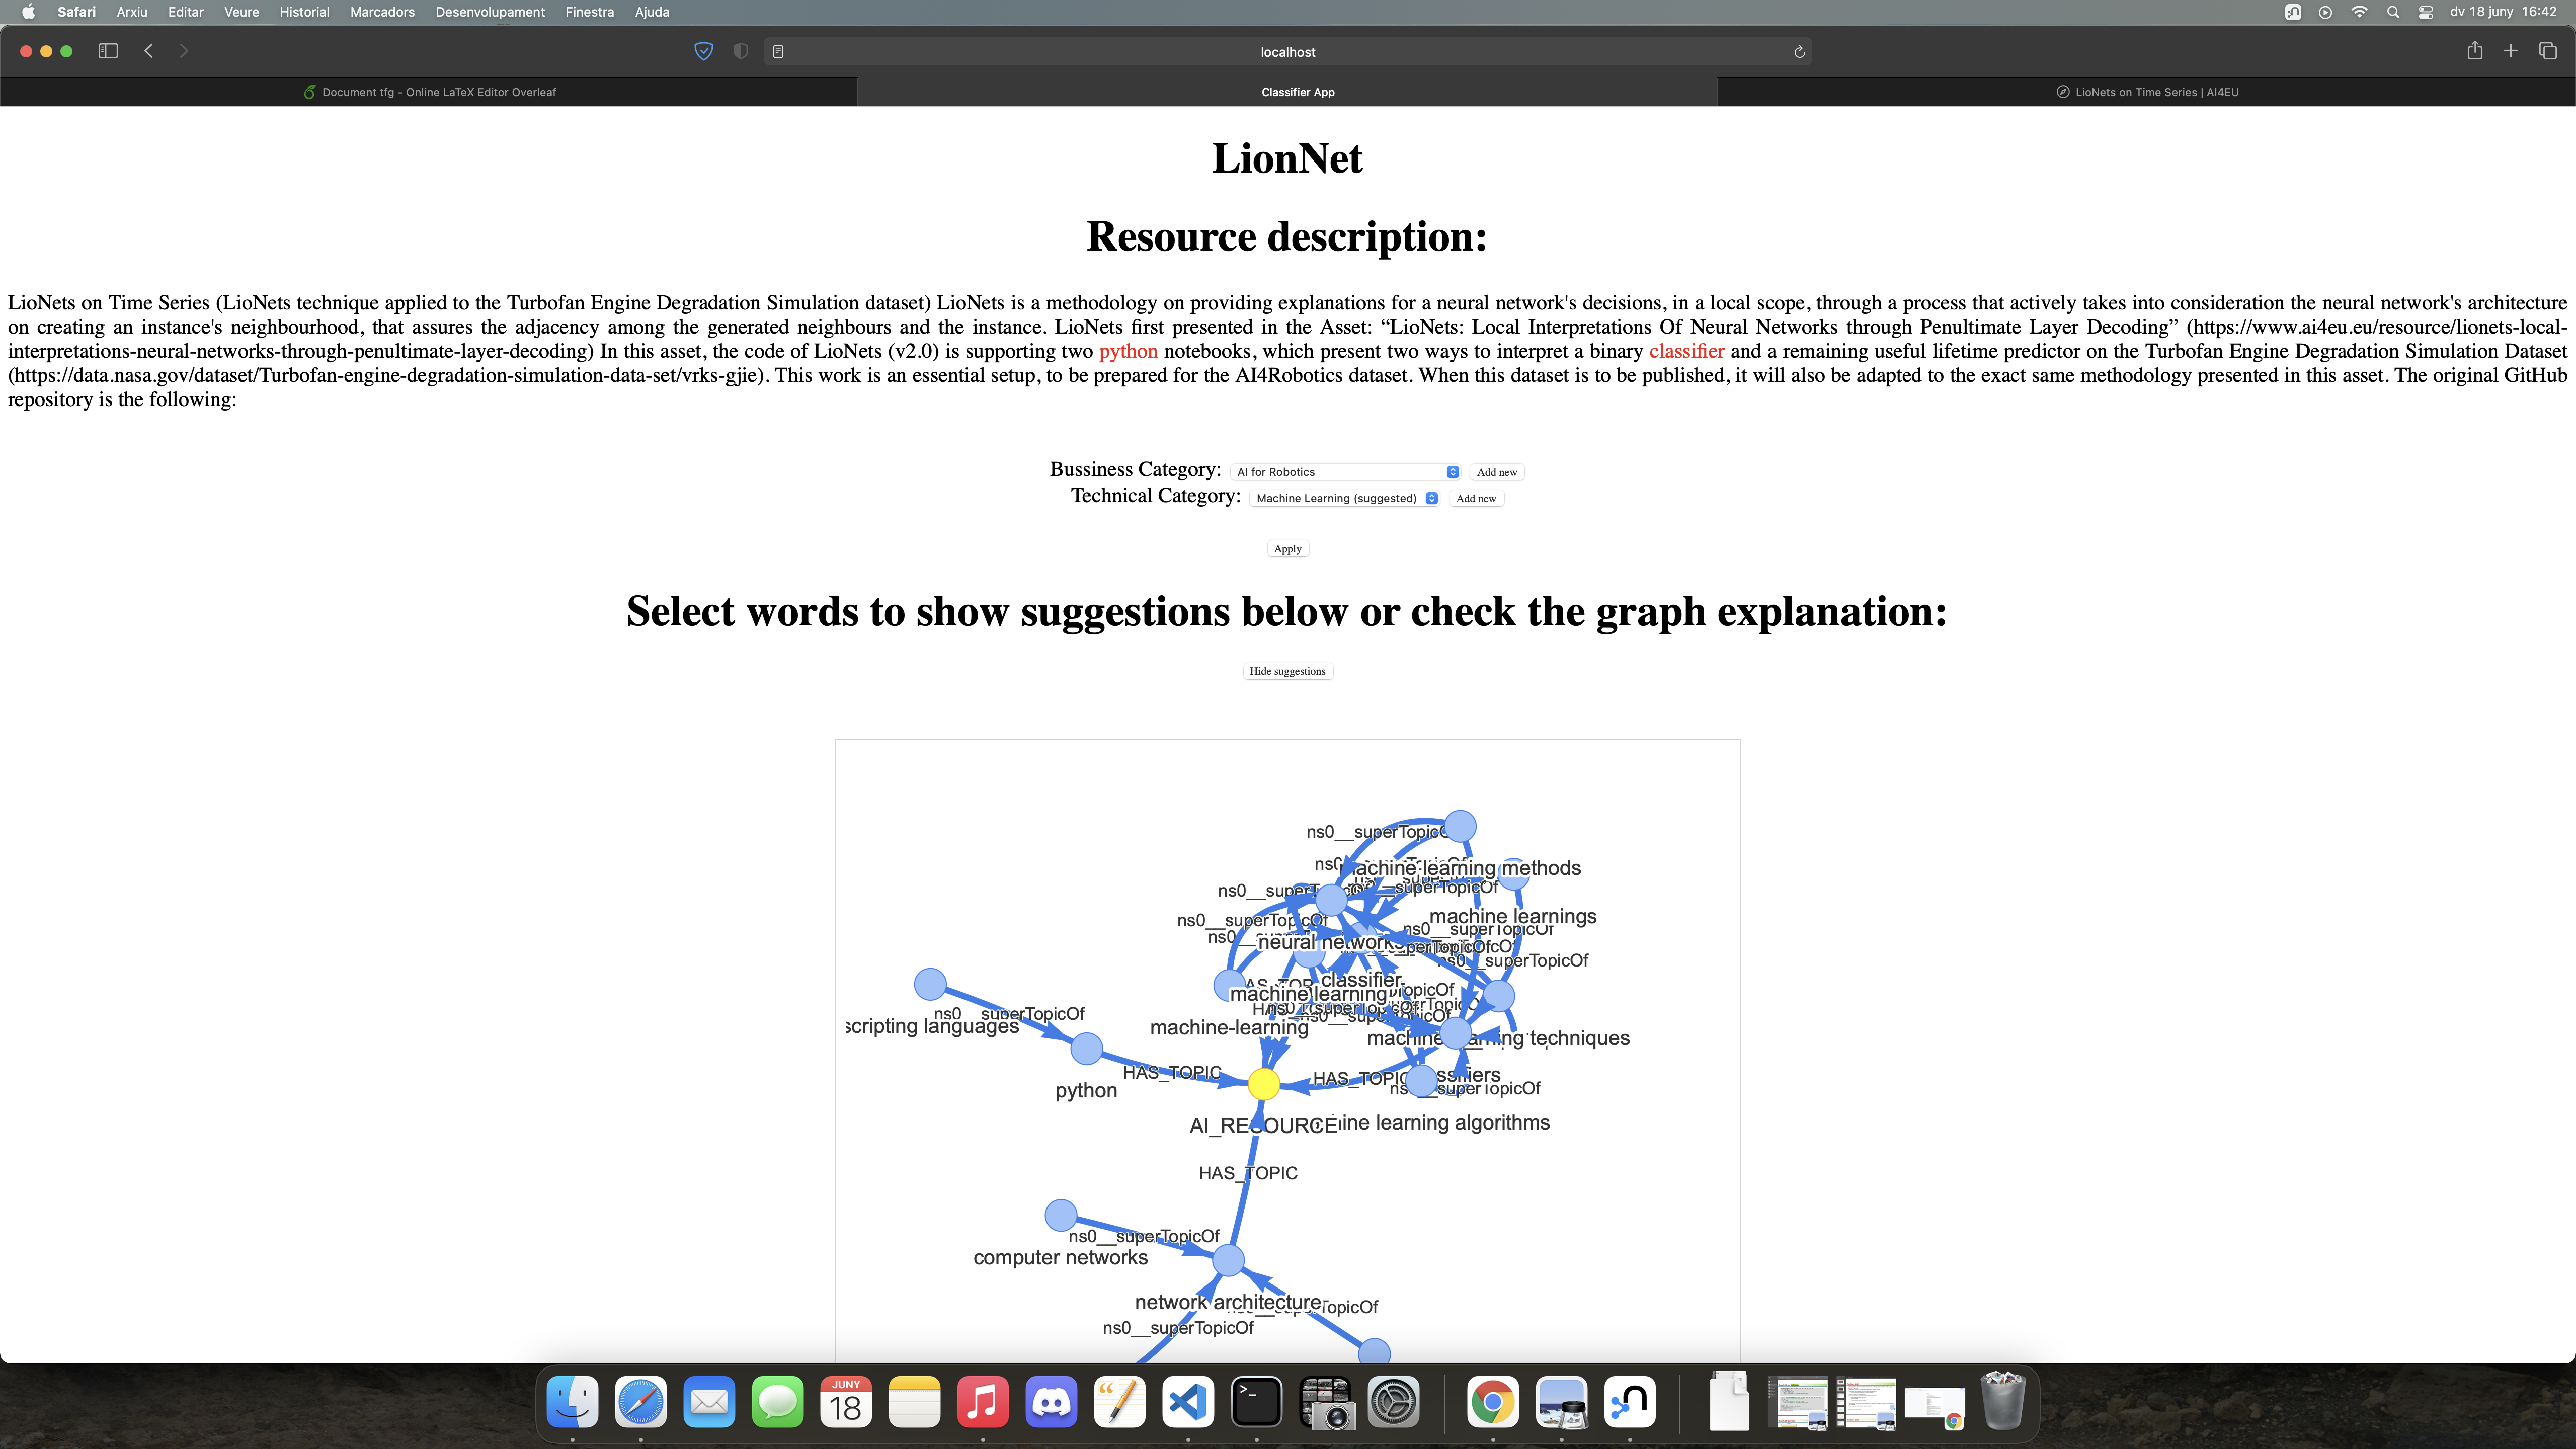 Safari Arxiu Editar Veure Historial Marcadors Desenvolupament Finestra Ajuda dv 18 juny 16:42
localhost
Document tfg - Online LaTeX Editor Overleaf Classifier App LioNets on Time Series | AI4EU
LionNet
Resource description:
LioNets on Time Series (LioNets technique applied to the Turbofan Engine Degradation Simulation dataset) LioNets is a methodology on providing explanations for a neural network's decisions, in a local scope, through a process that actively takes into consideration the neural network's architecture
on creating an instance's neighbourhood, that assures the adjacency among the generated neighbours and the instance. LioNets first presented in the Asset: “LioNets: Local Interpretations Of Neural Networks through Penultimate Layer Decoding” (https://www.ai4eu.eu/resource/lionets-local-
interpretations-neural-networks-through-penultimate-layer-decoding) In this asset, the code of LioNets (v2.0) is supporting two python notebooks, which present two ways to interpret a binary classifier and a remaining useful lifetime predictor on the Turbofan Engine Degradation Simulation Dataset
(https://data.nasa.gov/dataset/Turbofan-engine-degradation-simulation-data-set/vrks-gjie). This work is an essential setup, to be prepared for the AI4Robotics dataset. When this dataset is to be published, it will also be adapted to the exact same methodology presented in this asset. The original GitHub
repository is the following:
Bussiness Category: AI for Robotics Add new
Technical Category: Machine Learning (suggested) Add new
Apply
Select words to show suggestions below or check the graph explanation:
Hide suggestions
ns0__superTopicO
machine learning methods
ns0__superT
ns0__superTopicOf
machine learnings
ns0__superTopicOf
ns0__superTopicOf
neural networks
ns0__superTopicOf
classifier
machine learning
ns0__superTopicOf
scripting languages
machine-learning
techniques
HAS_TOPIC
HAS_TOPIC
python
ns0__superTopicOf
AI_RESOURCE
learning algorithms
HAS_TOPIC
ns0__superTopicOf
computer networks
network architecture
TopicOf
ns0__superTopicOf
JUNY
18